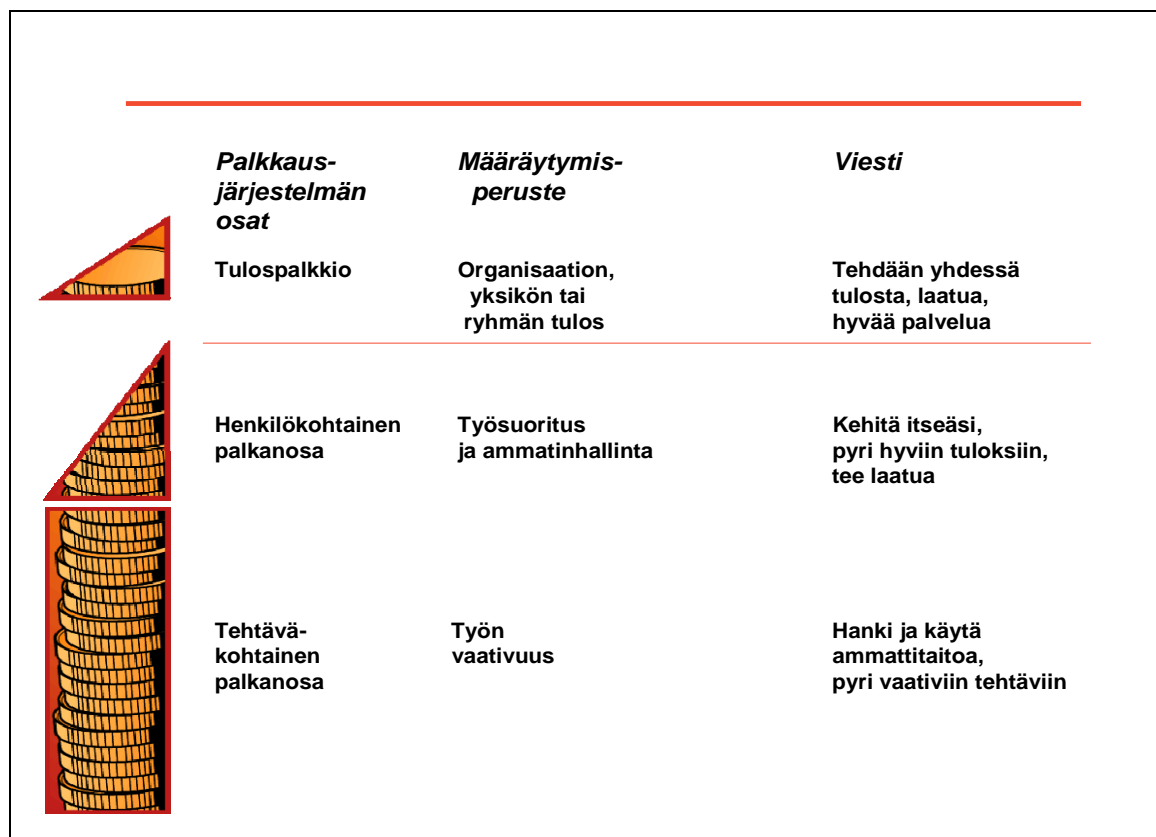 Palkkaus-
järjestelmän
osat
Määräytymis-
peruste
Viesti
Tulospalkkio
Organisaation,
yksikön tai
ryhmän tulos
Tehdään yhdessä
tulosta, laatua,
hyvää palvelua
Henkilökohtainen
palkanosa
Työsuoritus
ja ammatinhallinta
Kehitä itseäsi,
pyri hyviin tuloksiin,
tee laatua
Tehtävä-
kohtainen
palkanosa
Työn
vaativuus
Hanki ja käytä
ammattitaitoa,
pyri vaativiin tehtäviin